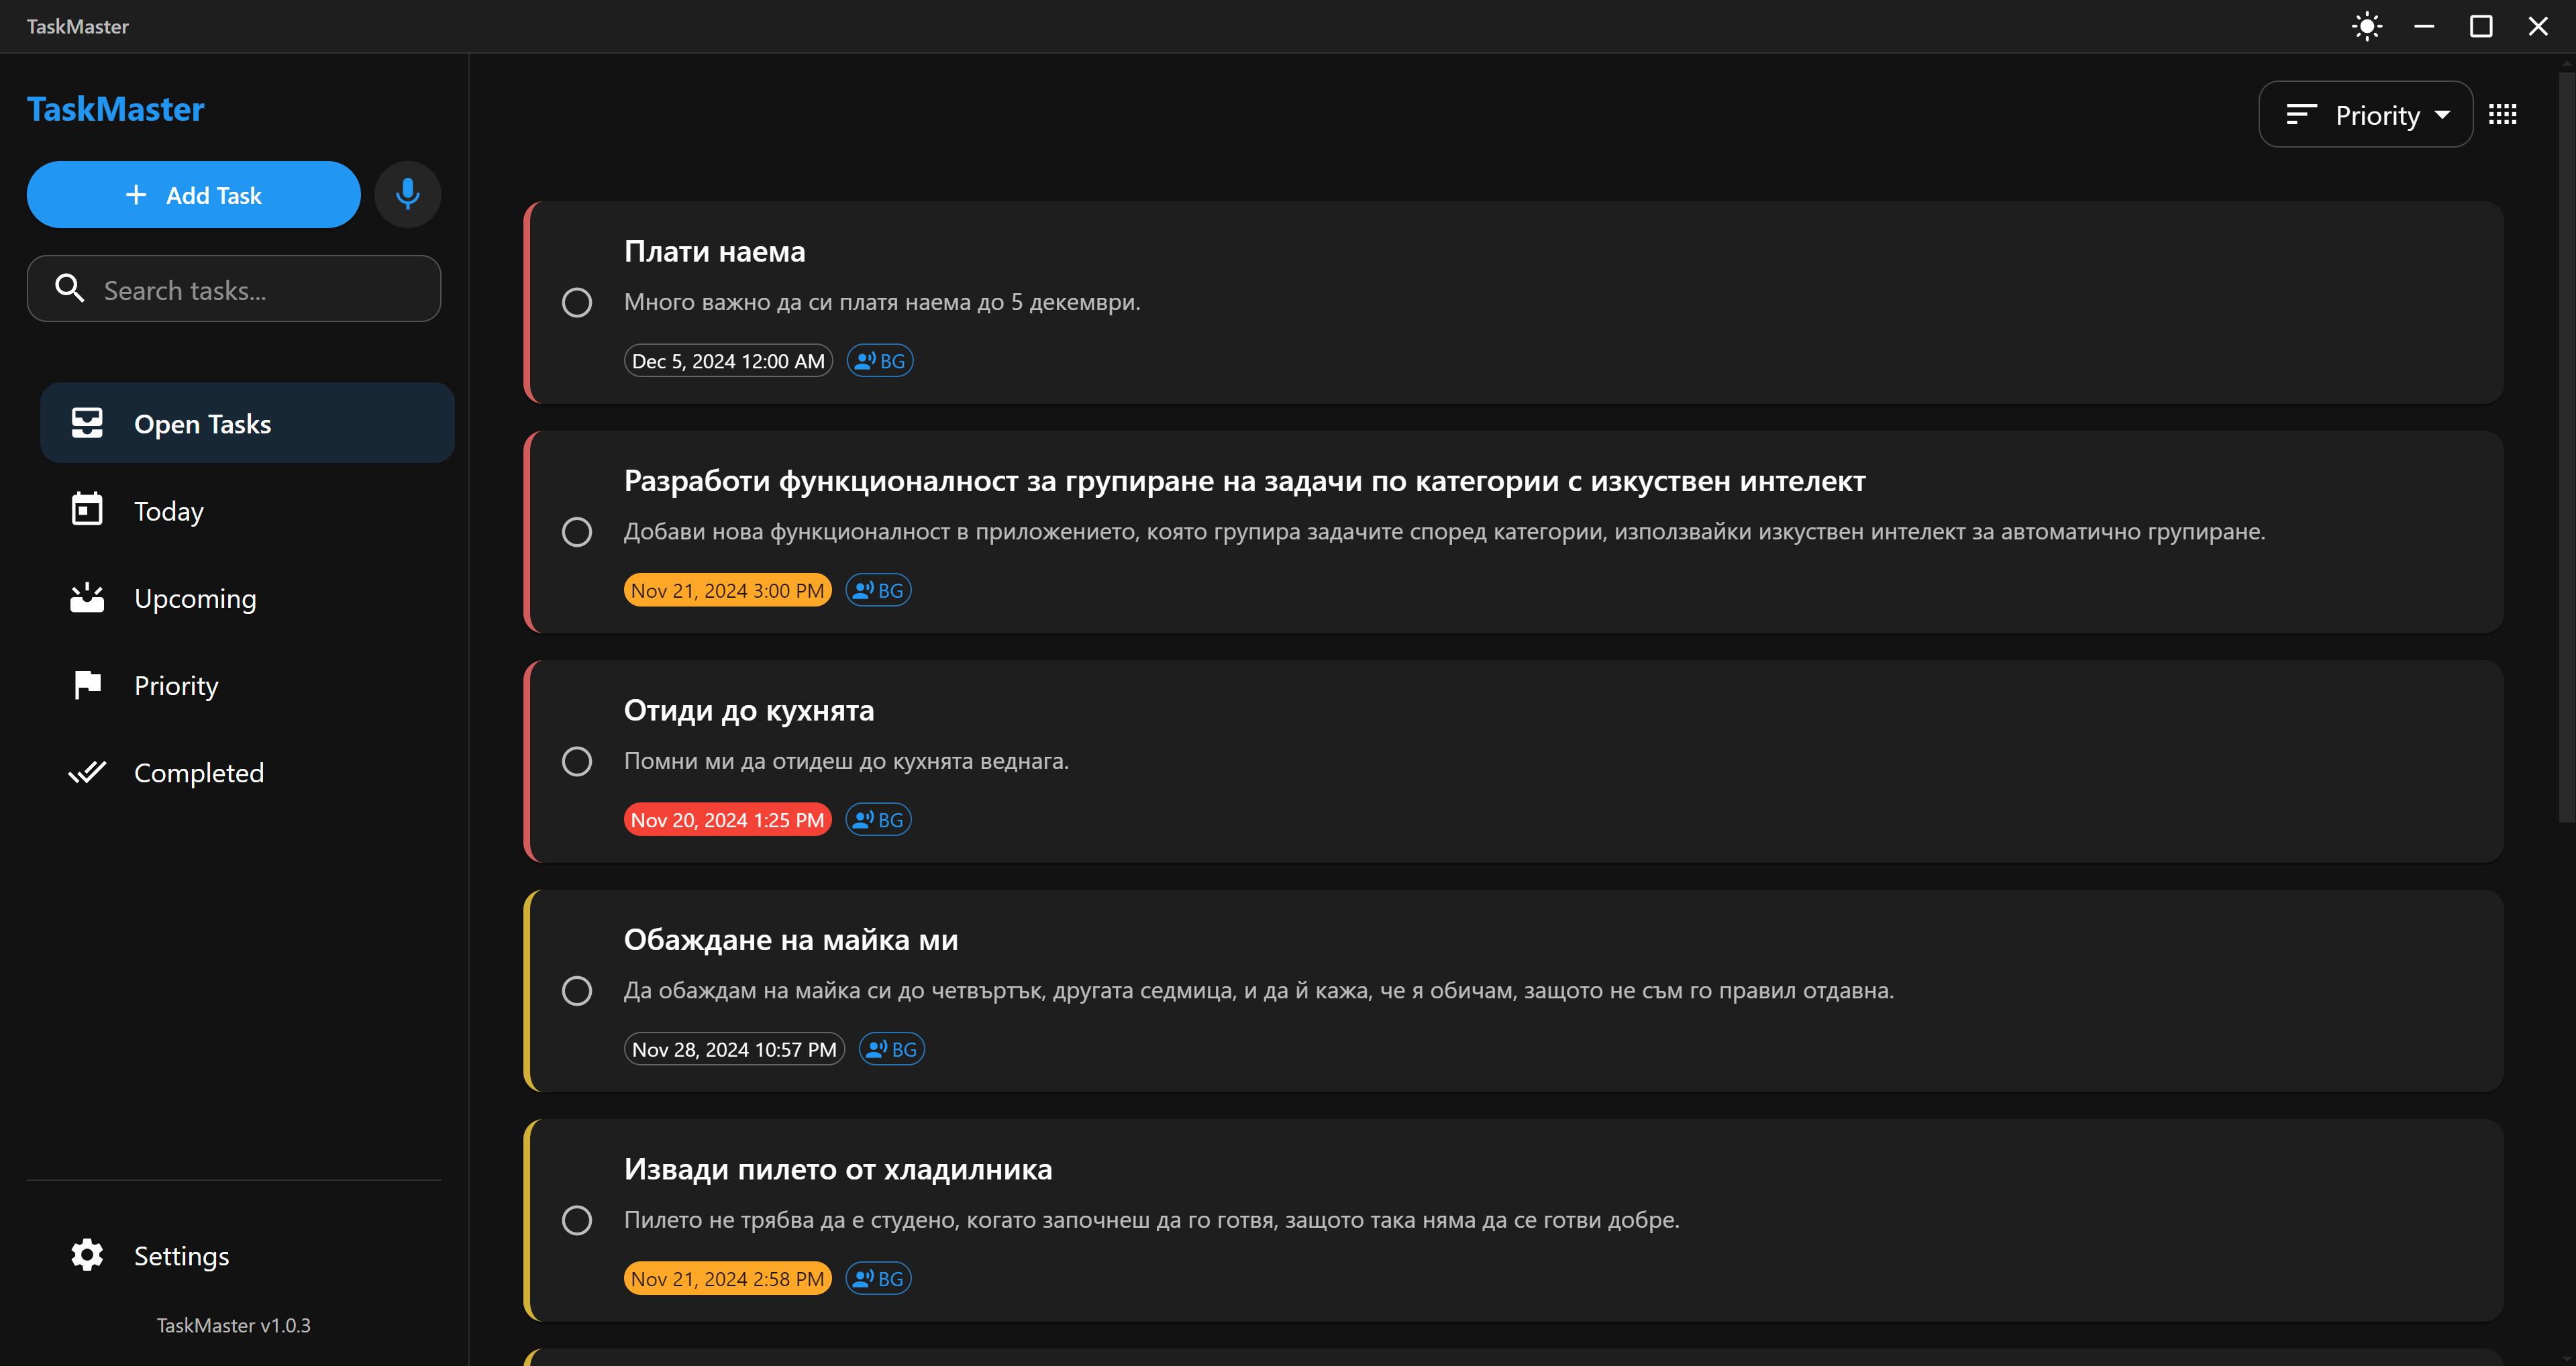 TaskMaster
TaskMaster
Add Task
Search tasks...
Open Tasks
Today
Upcoming
Priority
Completed
Settings
TaskMaster v1.0.3
Priority
Плати наема
Много важно да си платя наема до 5 декември.
Dec 5, 2024 12:00 AM BG
Разработи функционалност за групиране на задачи по категории с изкуствен интелект
Добави нова функционалност в приложението, която групира задачите според категории, използвайки изкуствен интелект за автоматично групиране.
Nov 21, 2024 3:00 PM BG
Отиди до кухнята
Помни ми да отидеш до кухнята веднага.
Nov 20, 2024 1:25 PM BG
Обаждане на майка ми
Да обаждам на майка си до четвъртък, другата седмица, и да й кажа, че я обичам, защото не съм го правил отдавна.
Nov 28, 2024 10:57 PM BG
Извади пилето от хладилника
Пилето не трябва да е студено, когато започнеш да го готвя, защото така няма да се готви добре.
Nov 21, 2024 2:58 PM BG